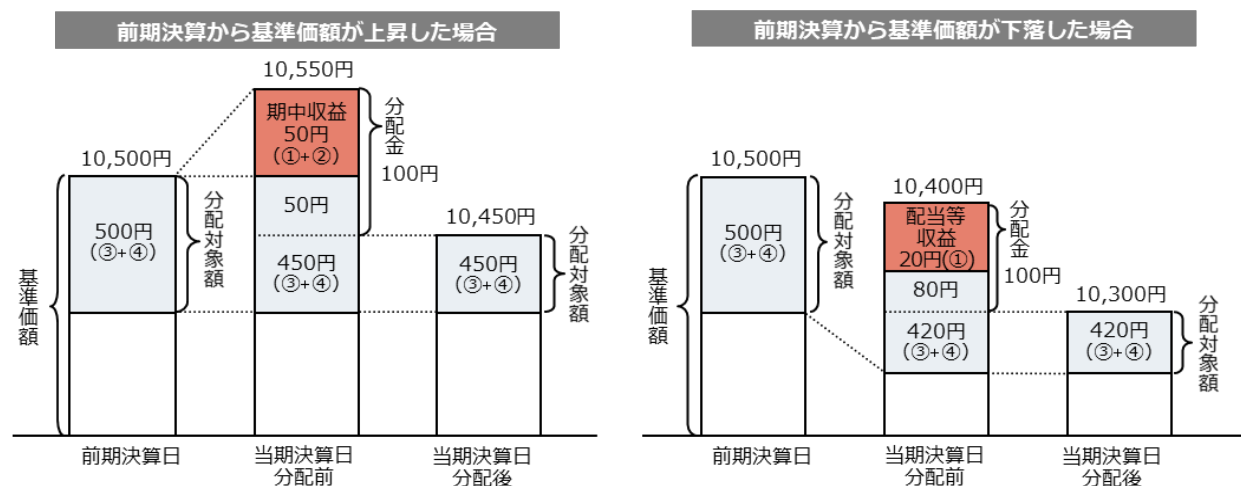 前期決算から基準価額が上昇した場合
10,550円
期中収益
50円
(①+②)
分配金
100円
10,500円
500円
(③+④)
分配対象額
50円
450円
(③+④)
10,450円
450円
(③+④)
分配対象額
基準価額
前期決算日
当期決算日
分配前
当期決算日
分配後
前期決算から基準価額が下落した場合
10,500円
500円
(③+④)
分配対象額
10,400円
配当等
収益
20円(①)
分配金
100円
80円
420円
(③+④)
10,300円
420円
(③+④)
分配対象額
基準価額
前期決算日
当期決算日
分配前
当期決算日
分配後